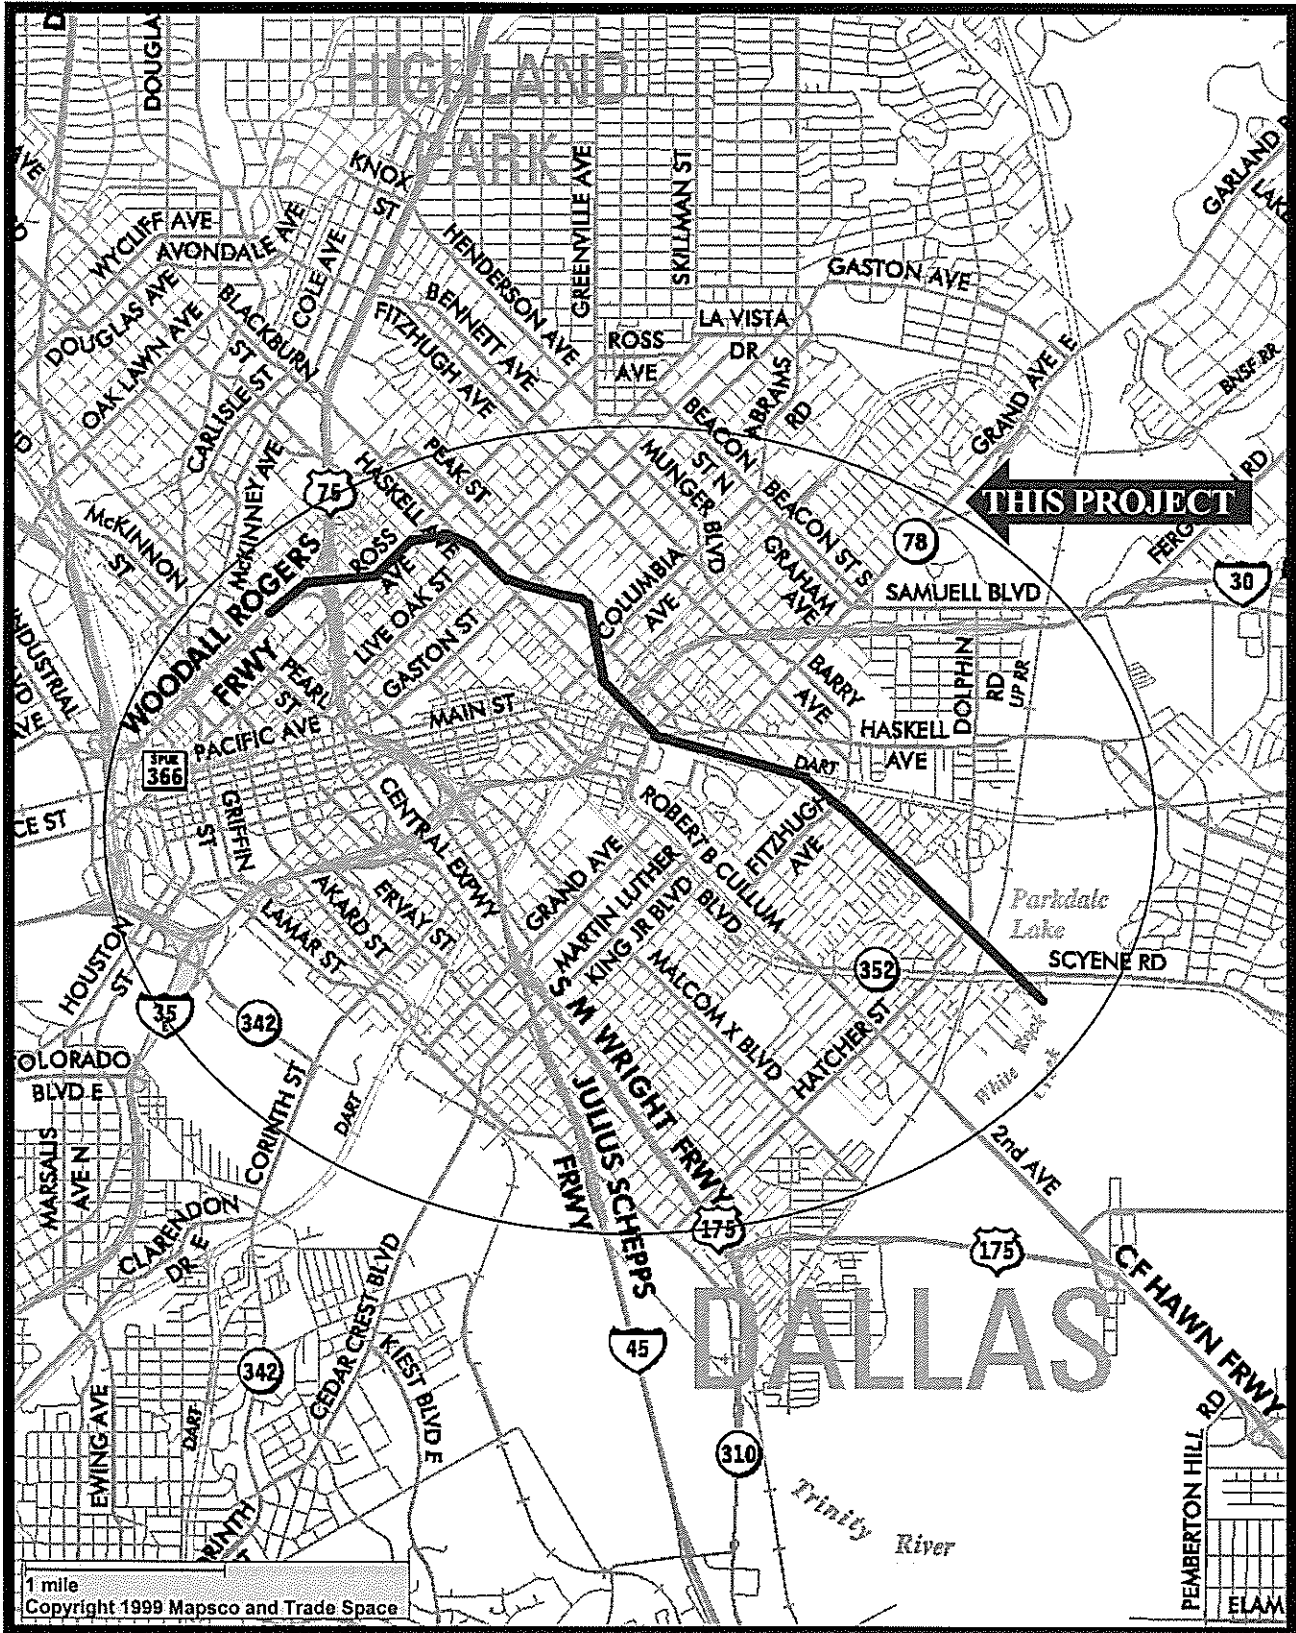 DOUGLAS
HIGHLAND
PARK
KNOX
ST
AVE
GARLAND
LAKE
WYCLIFF AVE
AVONDALE AVE
COLE AVE
HENDERSON AVE
GREENVILLE AVE
SKILLMAN ST
GASTON AVE
DOUGLAS AVE
OAK LAWN AVE
BLACKBURN
ST
BENNETT AVE
FITZHUGH AVE
LA VISTA
DR
ROSS
AVE
ABRAMS
RD
GRAND AVE E
BNSF RR
CARLISLE ST
McKINNEY AVE
BEACON
ST N
MUNGER BLVD
PEAK ST
HASKELL AVE
75
THIS PROJECT
BEACON ST S
GRAHAM
AVE
78
RD
FERG
30
McKINNON
ST
ROSS
AVE
COLUMBIA
AVE
SAMUELL BLVD
WOODALL ROGERS
FRWY
LIVE OAK ST
GASTON ST
PEARL
ST
INDUSTRIAL
AVE
BARRY
AVE
DOLPHIN
RD
UP RR
MAIN ST
PACIFIC AVE
HASKELL
AVE
SPUR
366
DART
CE ST
GRIFFIN
ST
CENTRAL EXPWY
ROBERT B CULLUM
BLVD
FITZHUGH
AVE
GRAND AVE
MARTIN LUTHER
KING JR BLVD
AKARD ST
ERVAY ST
LAMAR ST
Parkdale
Lake
HOUSTON
ST
352
SCYENE RD
MALCOM X BLVD
HATCHER ST
35
E
342
S M WRIGHT FRWY
White Rock
Creek
OLORADO
BLVD E
CORINTH ST
DART
JULIUS SCHEPPS
FRWY
2nd AVE
MARSALIS
AVE N
CLARENDON
DR E
175
175
CF HAWN FRWY
CEDAR CREST BLVD
DALLAS
45
KIEST BLVD E
342
EWING AVE
DART
310
PEMBERTON HILL RD
Trinity River
RINTH
ELAM
1 mile
Copyright 1999 Mapsco and Trade Space